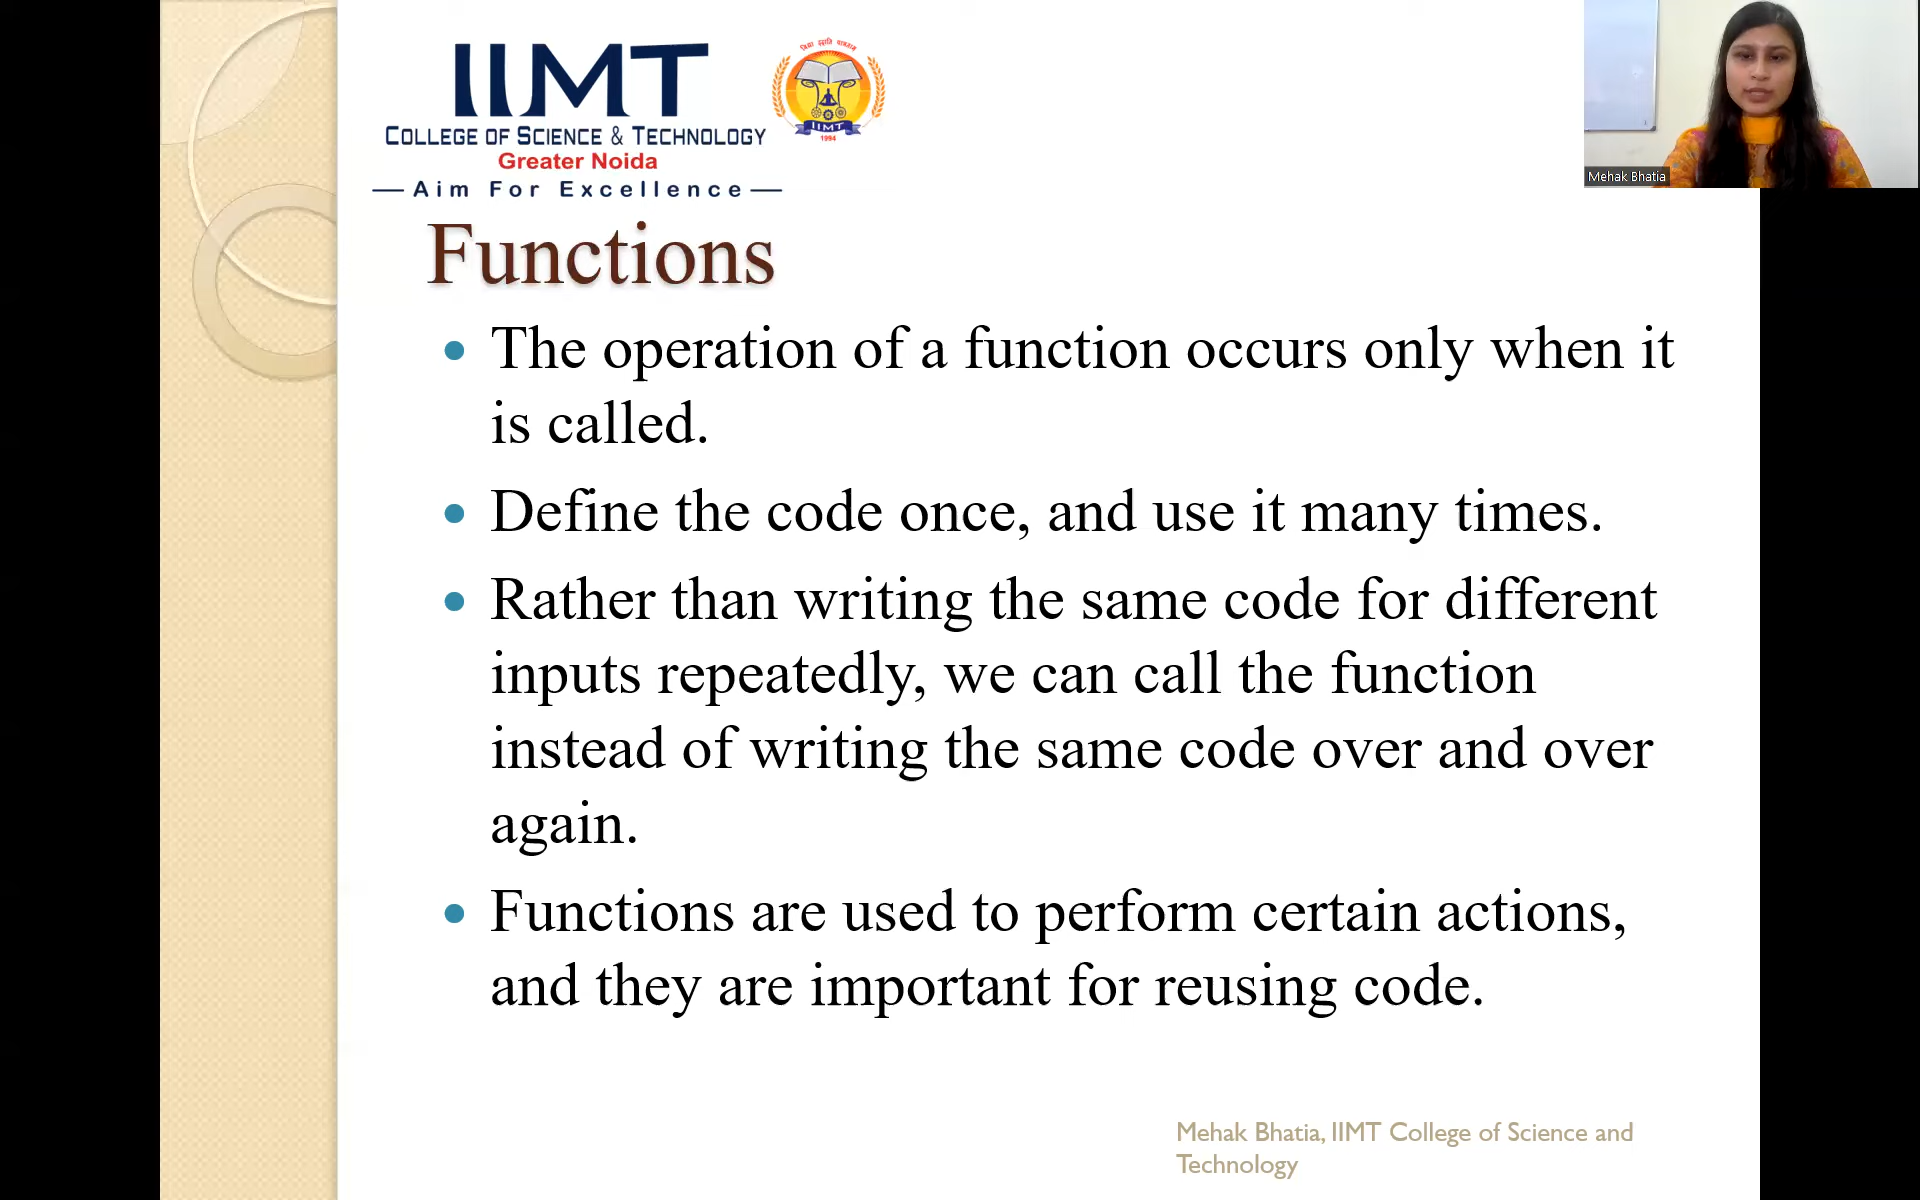 IIMT
COLLEGE OF SCIENCE & TECHNOLOGY
Greater Noida
Aim For Excellence
IIMT
1994
Mehak Bhatia
Functions
• The operation of a function occurs only when it
is called.
• Define the code once, and use it many times.
• Rather than writing the same code for different
inputs repeatedly, we can call the function
instead of writing the same code over and over
again.
• Functions are used to perform certain actions,
and they are important for reusing code.
Mehak Bhatia, IIMT College of Science and
Technology